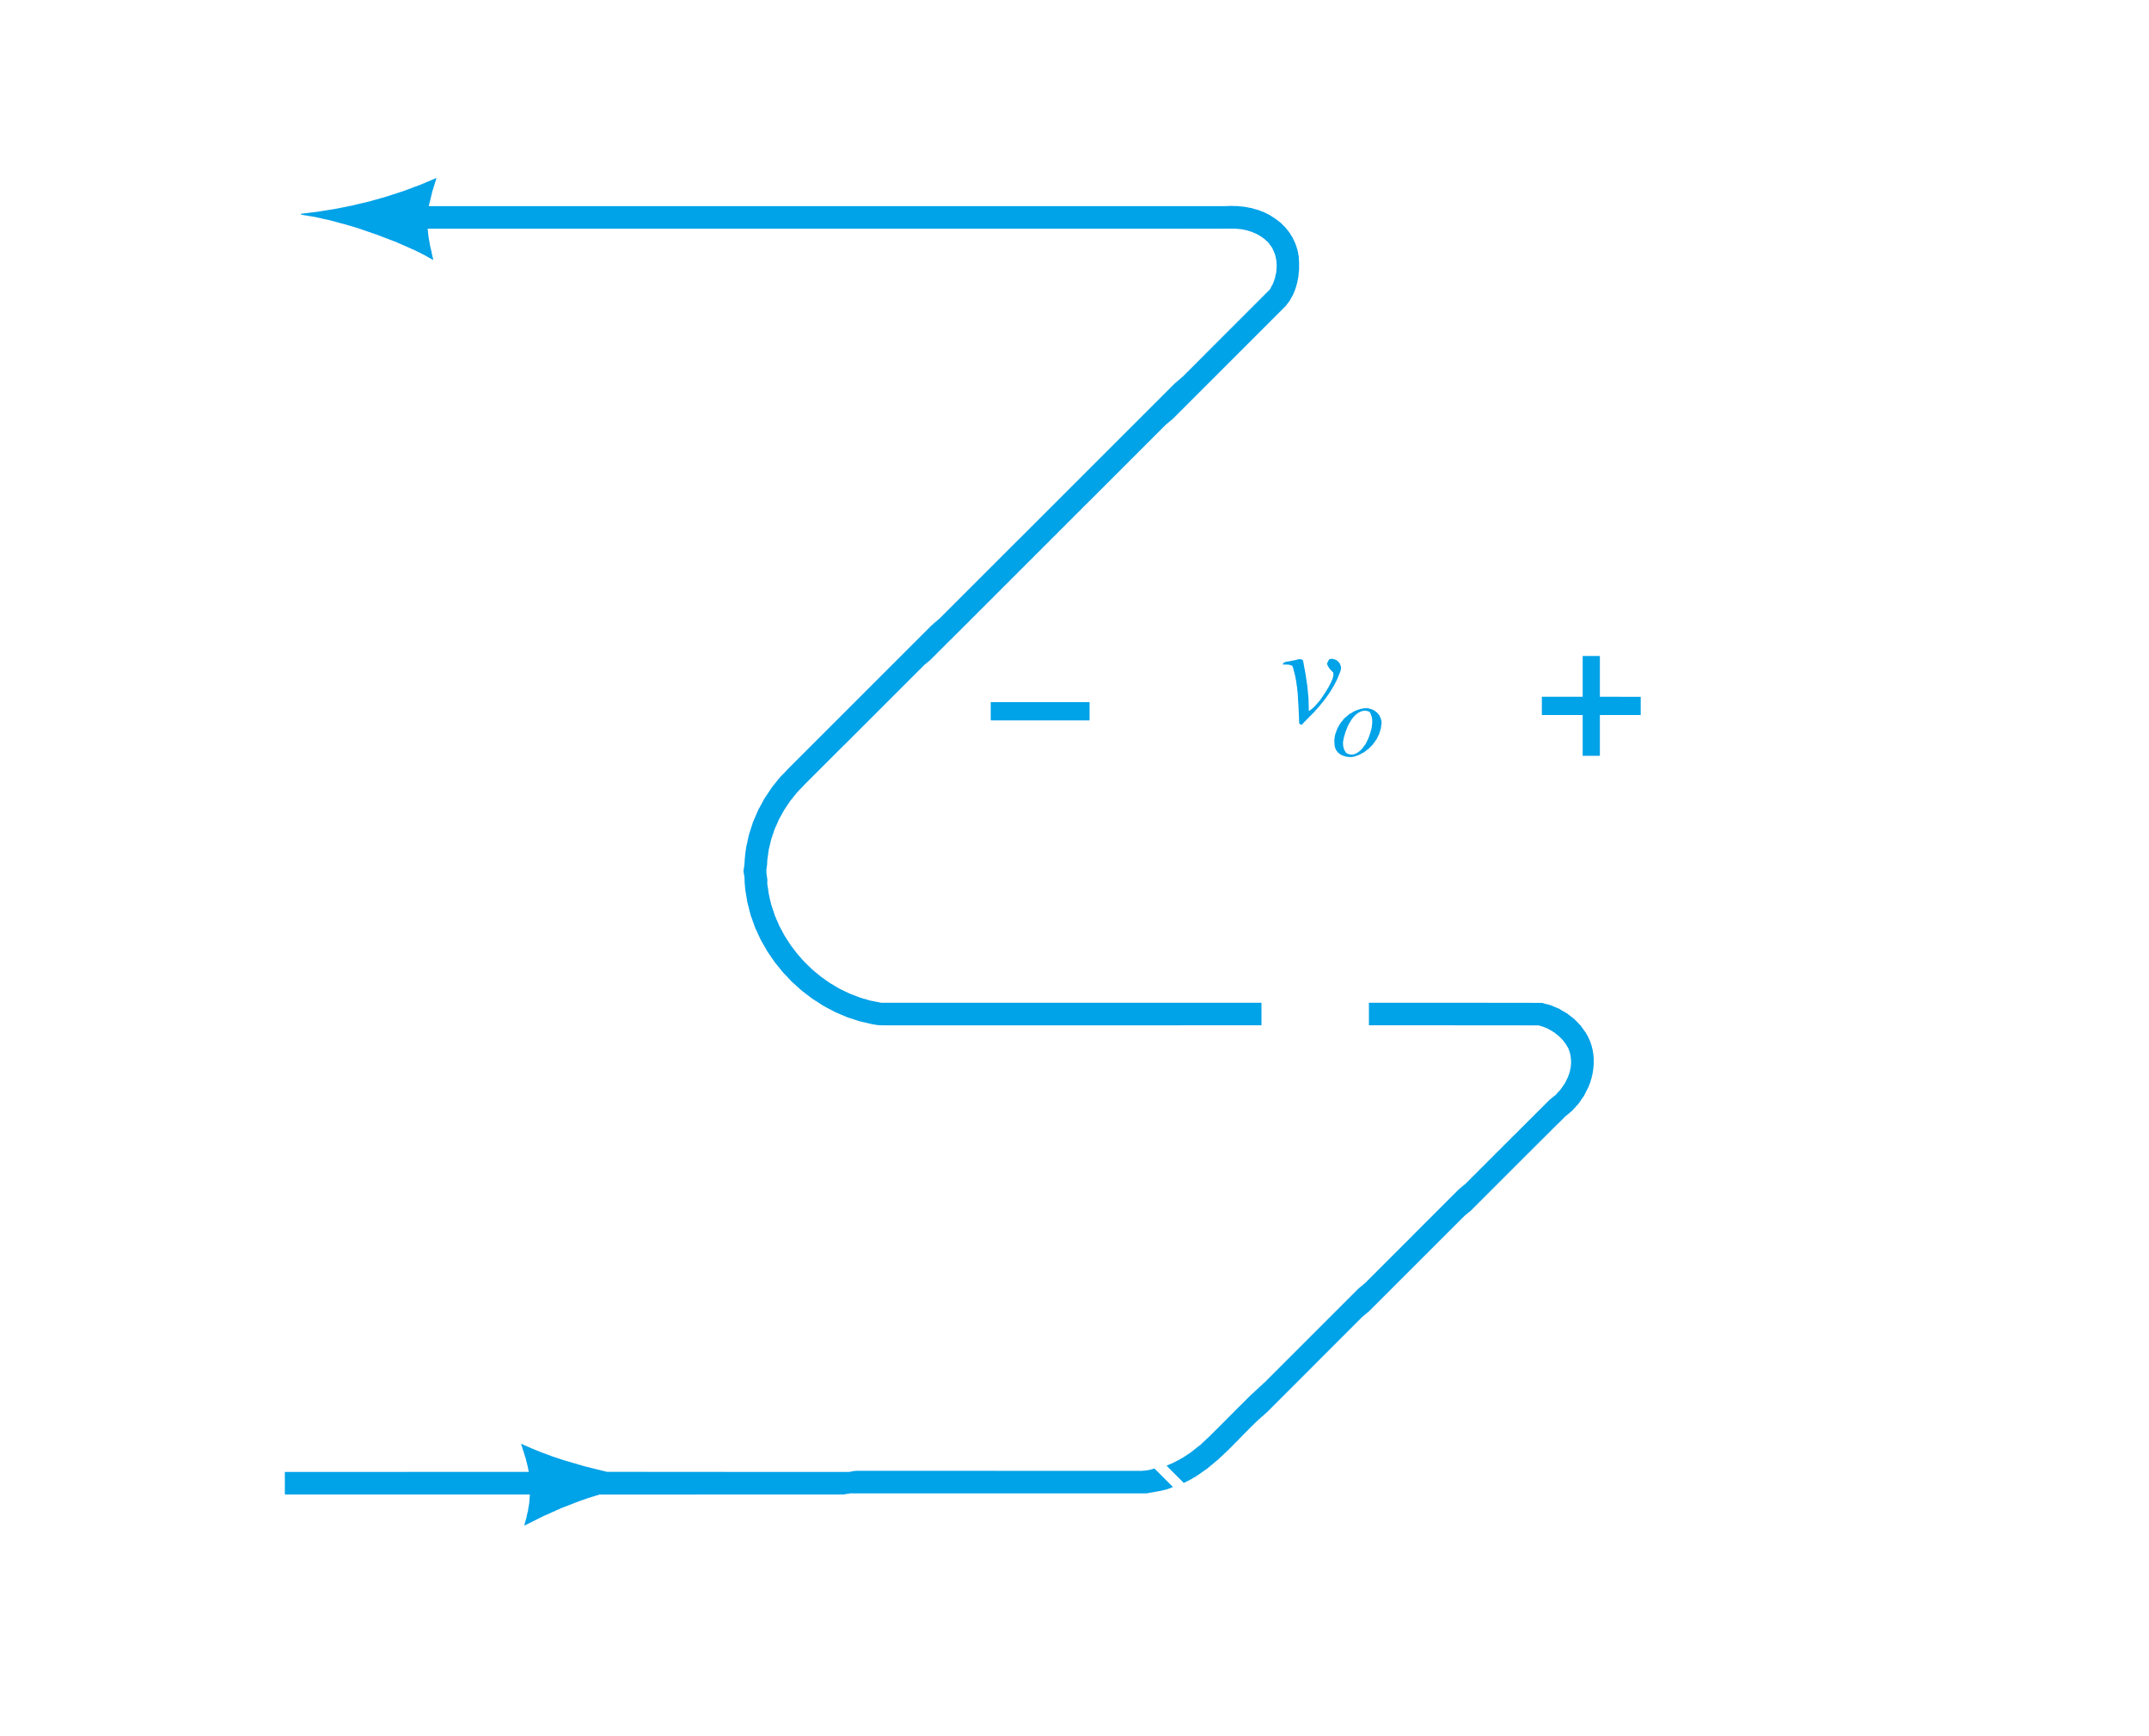 − v₀ +